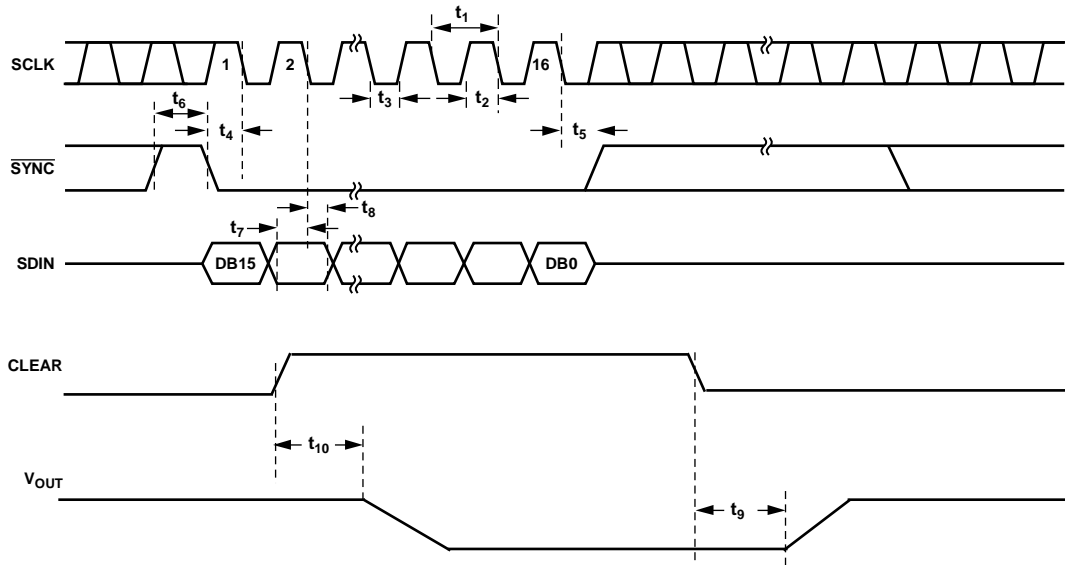 t1
SCLK
1
2
16
t3
t2
t6
t4
t5
SYNC
t8
t7
SDIN
DB15
DB0
CLEAR
t10
VOUT
t9